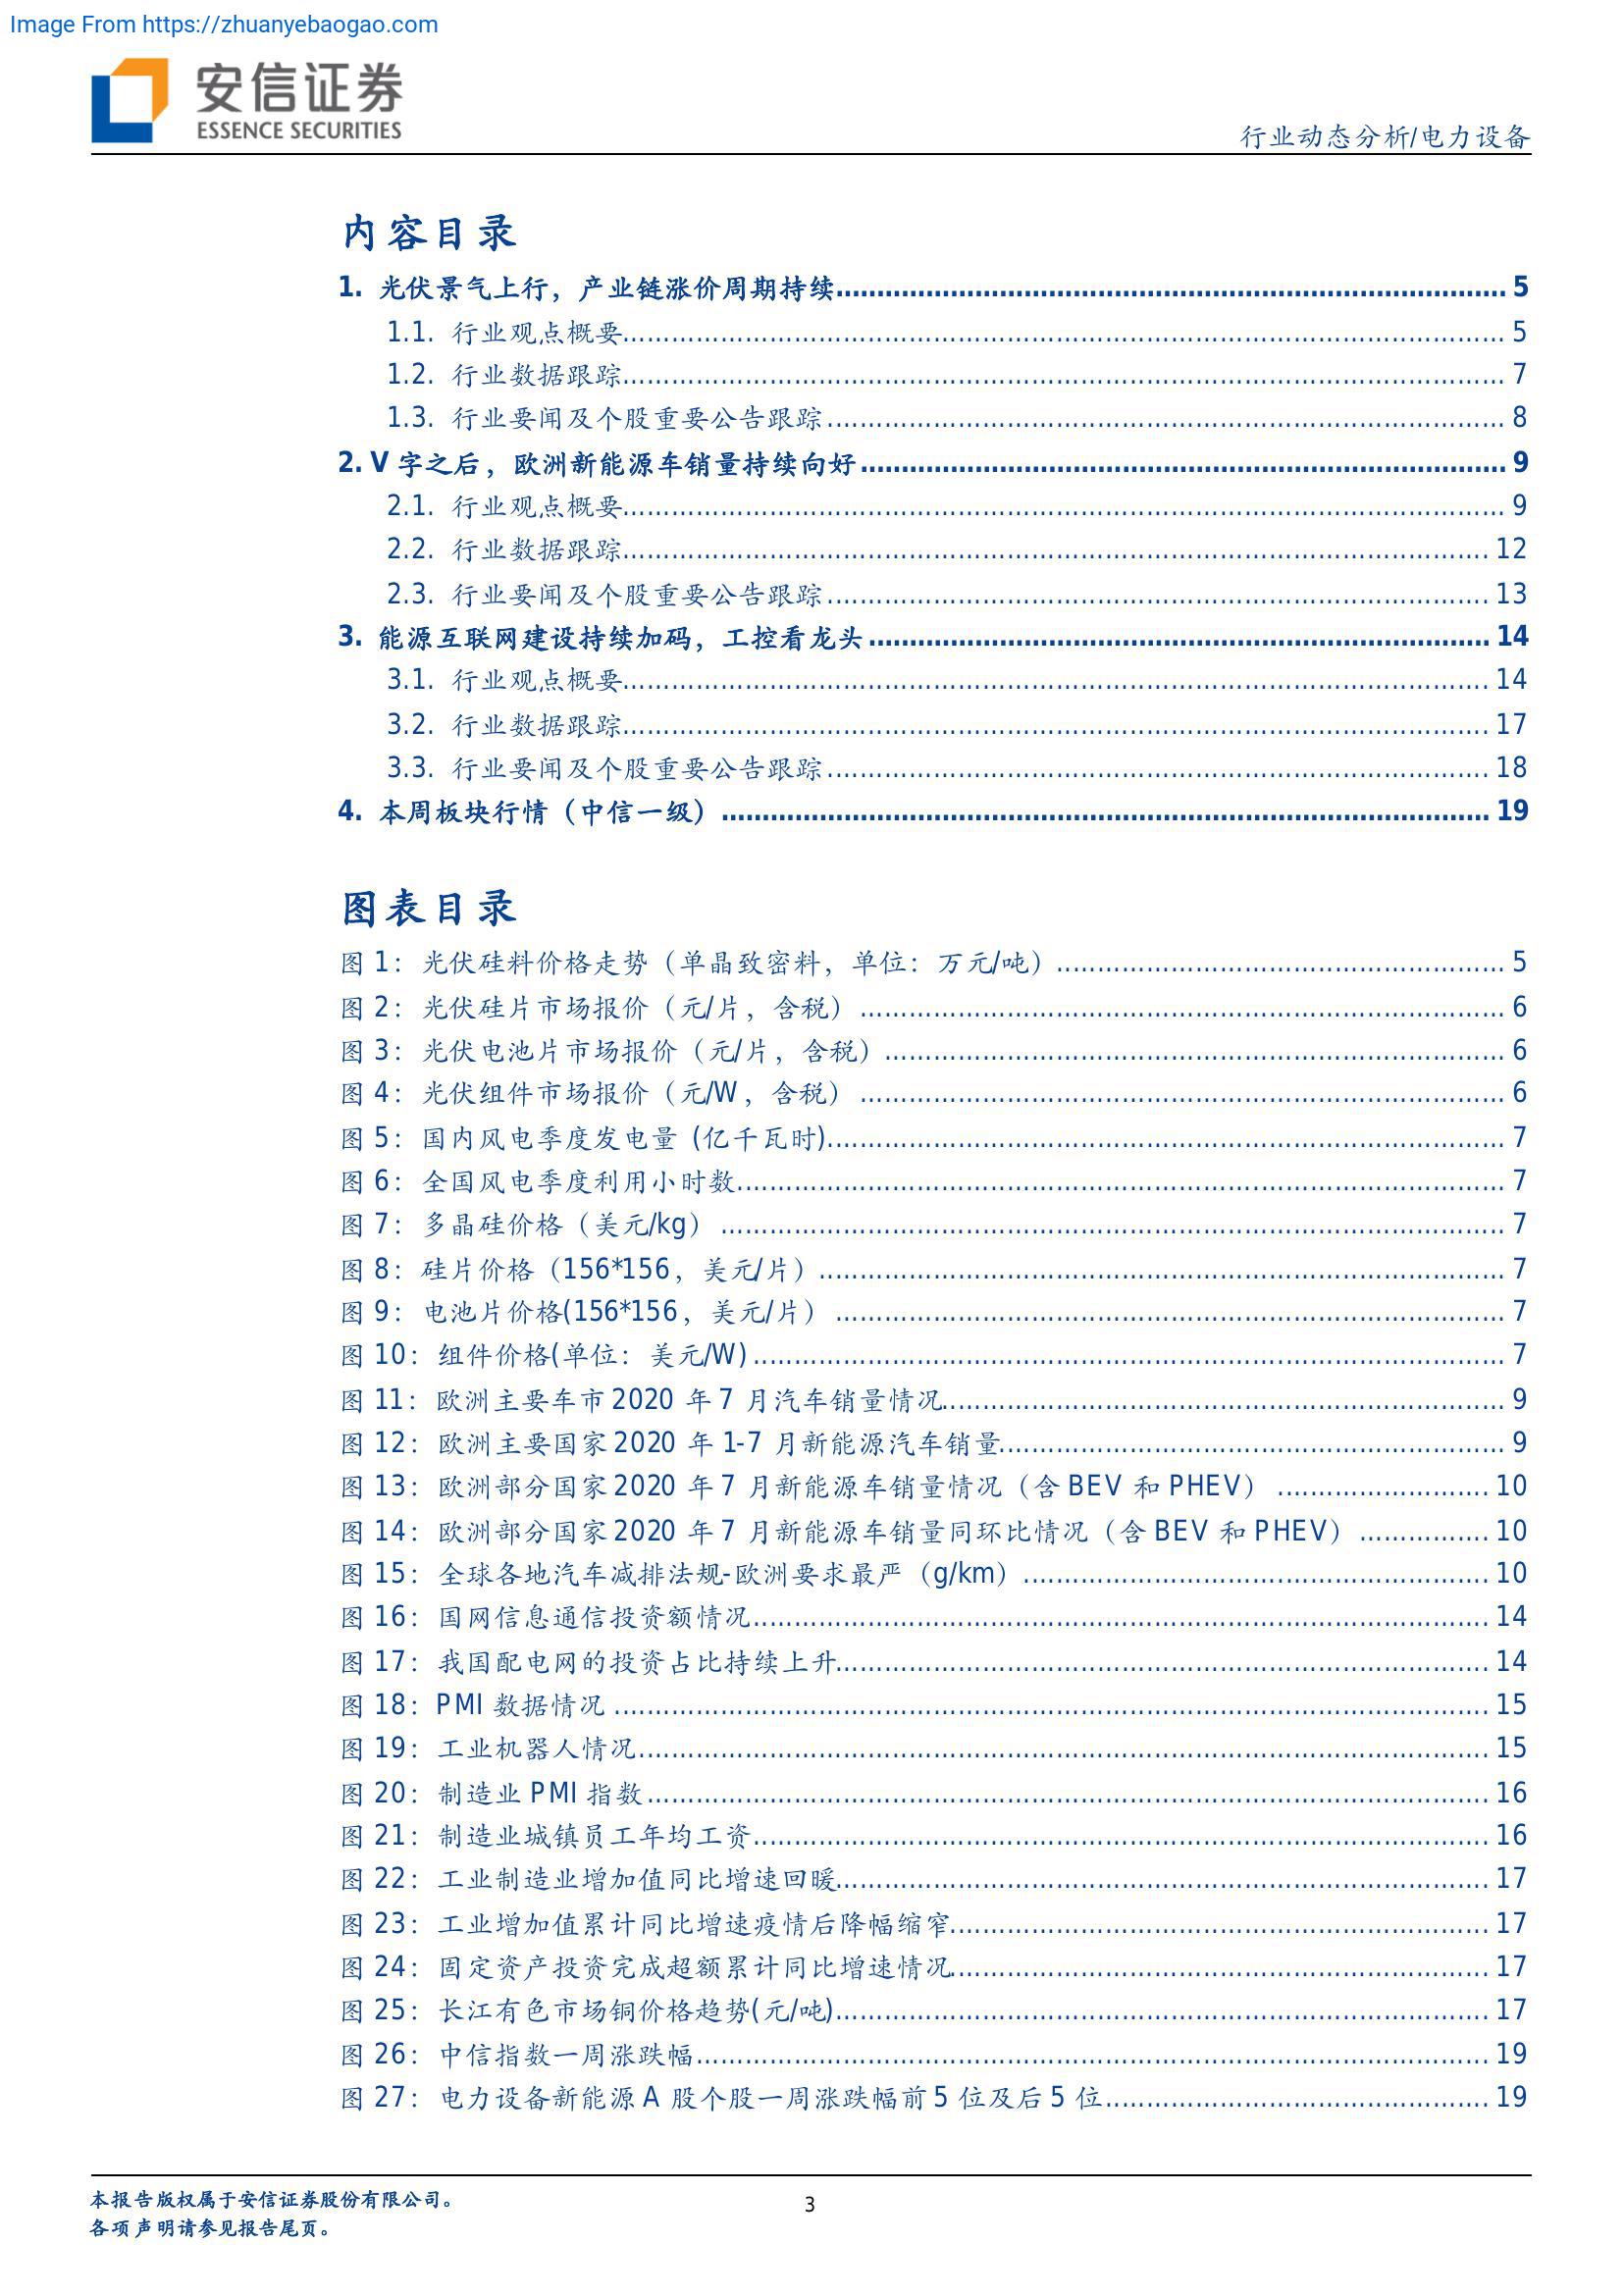 Image From https://zhuanyebaogao.com
安信证券
ESSENCE SECURITIES
行业动态分析/电力设备
内容目录
1. 光伏景气上行，产业链涨价周期持续 5
1.1. 行业观点概要 5
1.2. 行业数据跟踪 7
1.3. 行业要闻及个股重要公告跟踪 8
2. V 字之后，欧洲新能源车销量持续向好 9
2.1. 行业观点概要 9
2.2. 行业数据跟踪 12
2.3. 行业要闻及个股重要公告跟踪 13
3. 能源互联网建设持续加码，工控看龙头 14
3.1. 行业观点概要 14
3.2. 行业数据跟踪 17
3.3. 行业要闻及个股重要公告跟踪 18
4. 本周板块行情（中信一级） 19
图表目录
图 1：光伏硅料价格走势（单晶致密料，单位：万元/吨） 5
图 2：光伏硅片市场报价（元/片，含税） 6
图 3：光伏电池片市场报价（元/片，含税） 6
图 4：光伏组件市场报价（元/W，含税） 6
图 5：国内风电季度发电量 (亿千瓦时) 7
图 6：全国风电季度利用小时数 7
图 7：多晶硅价格（美元/kg） 7
图 8：硅片价格（156*156，美元/片） 7
图 9：电池片价格(156*156，美元/片） 7
图 10：组件价格(单位：美元/W) 7
图 11：欧洲主要车市 2020 年 7 月汽车销量情况 9
图 12：欧洲主要国家 2020 年 1-7 月新能源汽车销量 9
图 13：欧洲部分国家 2020 年 7 月新能源车销量情况（含 BEV 和 PHEV） 10
图 14：欧洲部分国家 2020 年 7 月新能源车销量同环比情况（含 BEV 和 PHEV） 10
图 15：全球各地汽车减排法规-欧洲要求最严（g/km） 10
图 16：国网信息通信投资额情况 14
图 17：我国配电网的投资占比持续上升 14
图 18：PMI 数据情况 15
图 19：工业机器人情况 15
图 20：制造业 PMI 指数 16
图 21：制造业城镇员工年均工资 16
图 22：工业制造业增加值同比增速回暖 17
图 23：工业增加值累计同比增速疫情后降幅缩窄 17
图 24：固定资产投资完成超额累计同比增速情况 17
图 25：长江有色市场铜价格趋势(元/吨) 17
图 26：中信指数一周涨跌幅 19
图 27：电力设备新能源 A 股个股一周涨跌幅前 5 位及后 5 位 19
本报告版权属于安信证券股份有限公司。
各项声明请参见报告尾页。
3